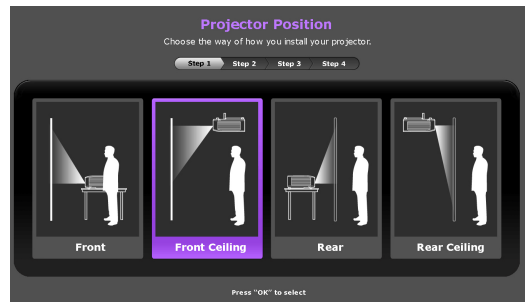 Projector Position
Choose the way of how you install your projector.
Step 1 Step 2 Step 3 Step 4
Front Front Ceiling Rear Rear Ceiling
Press "OK" to select